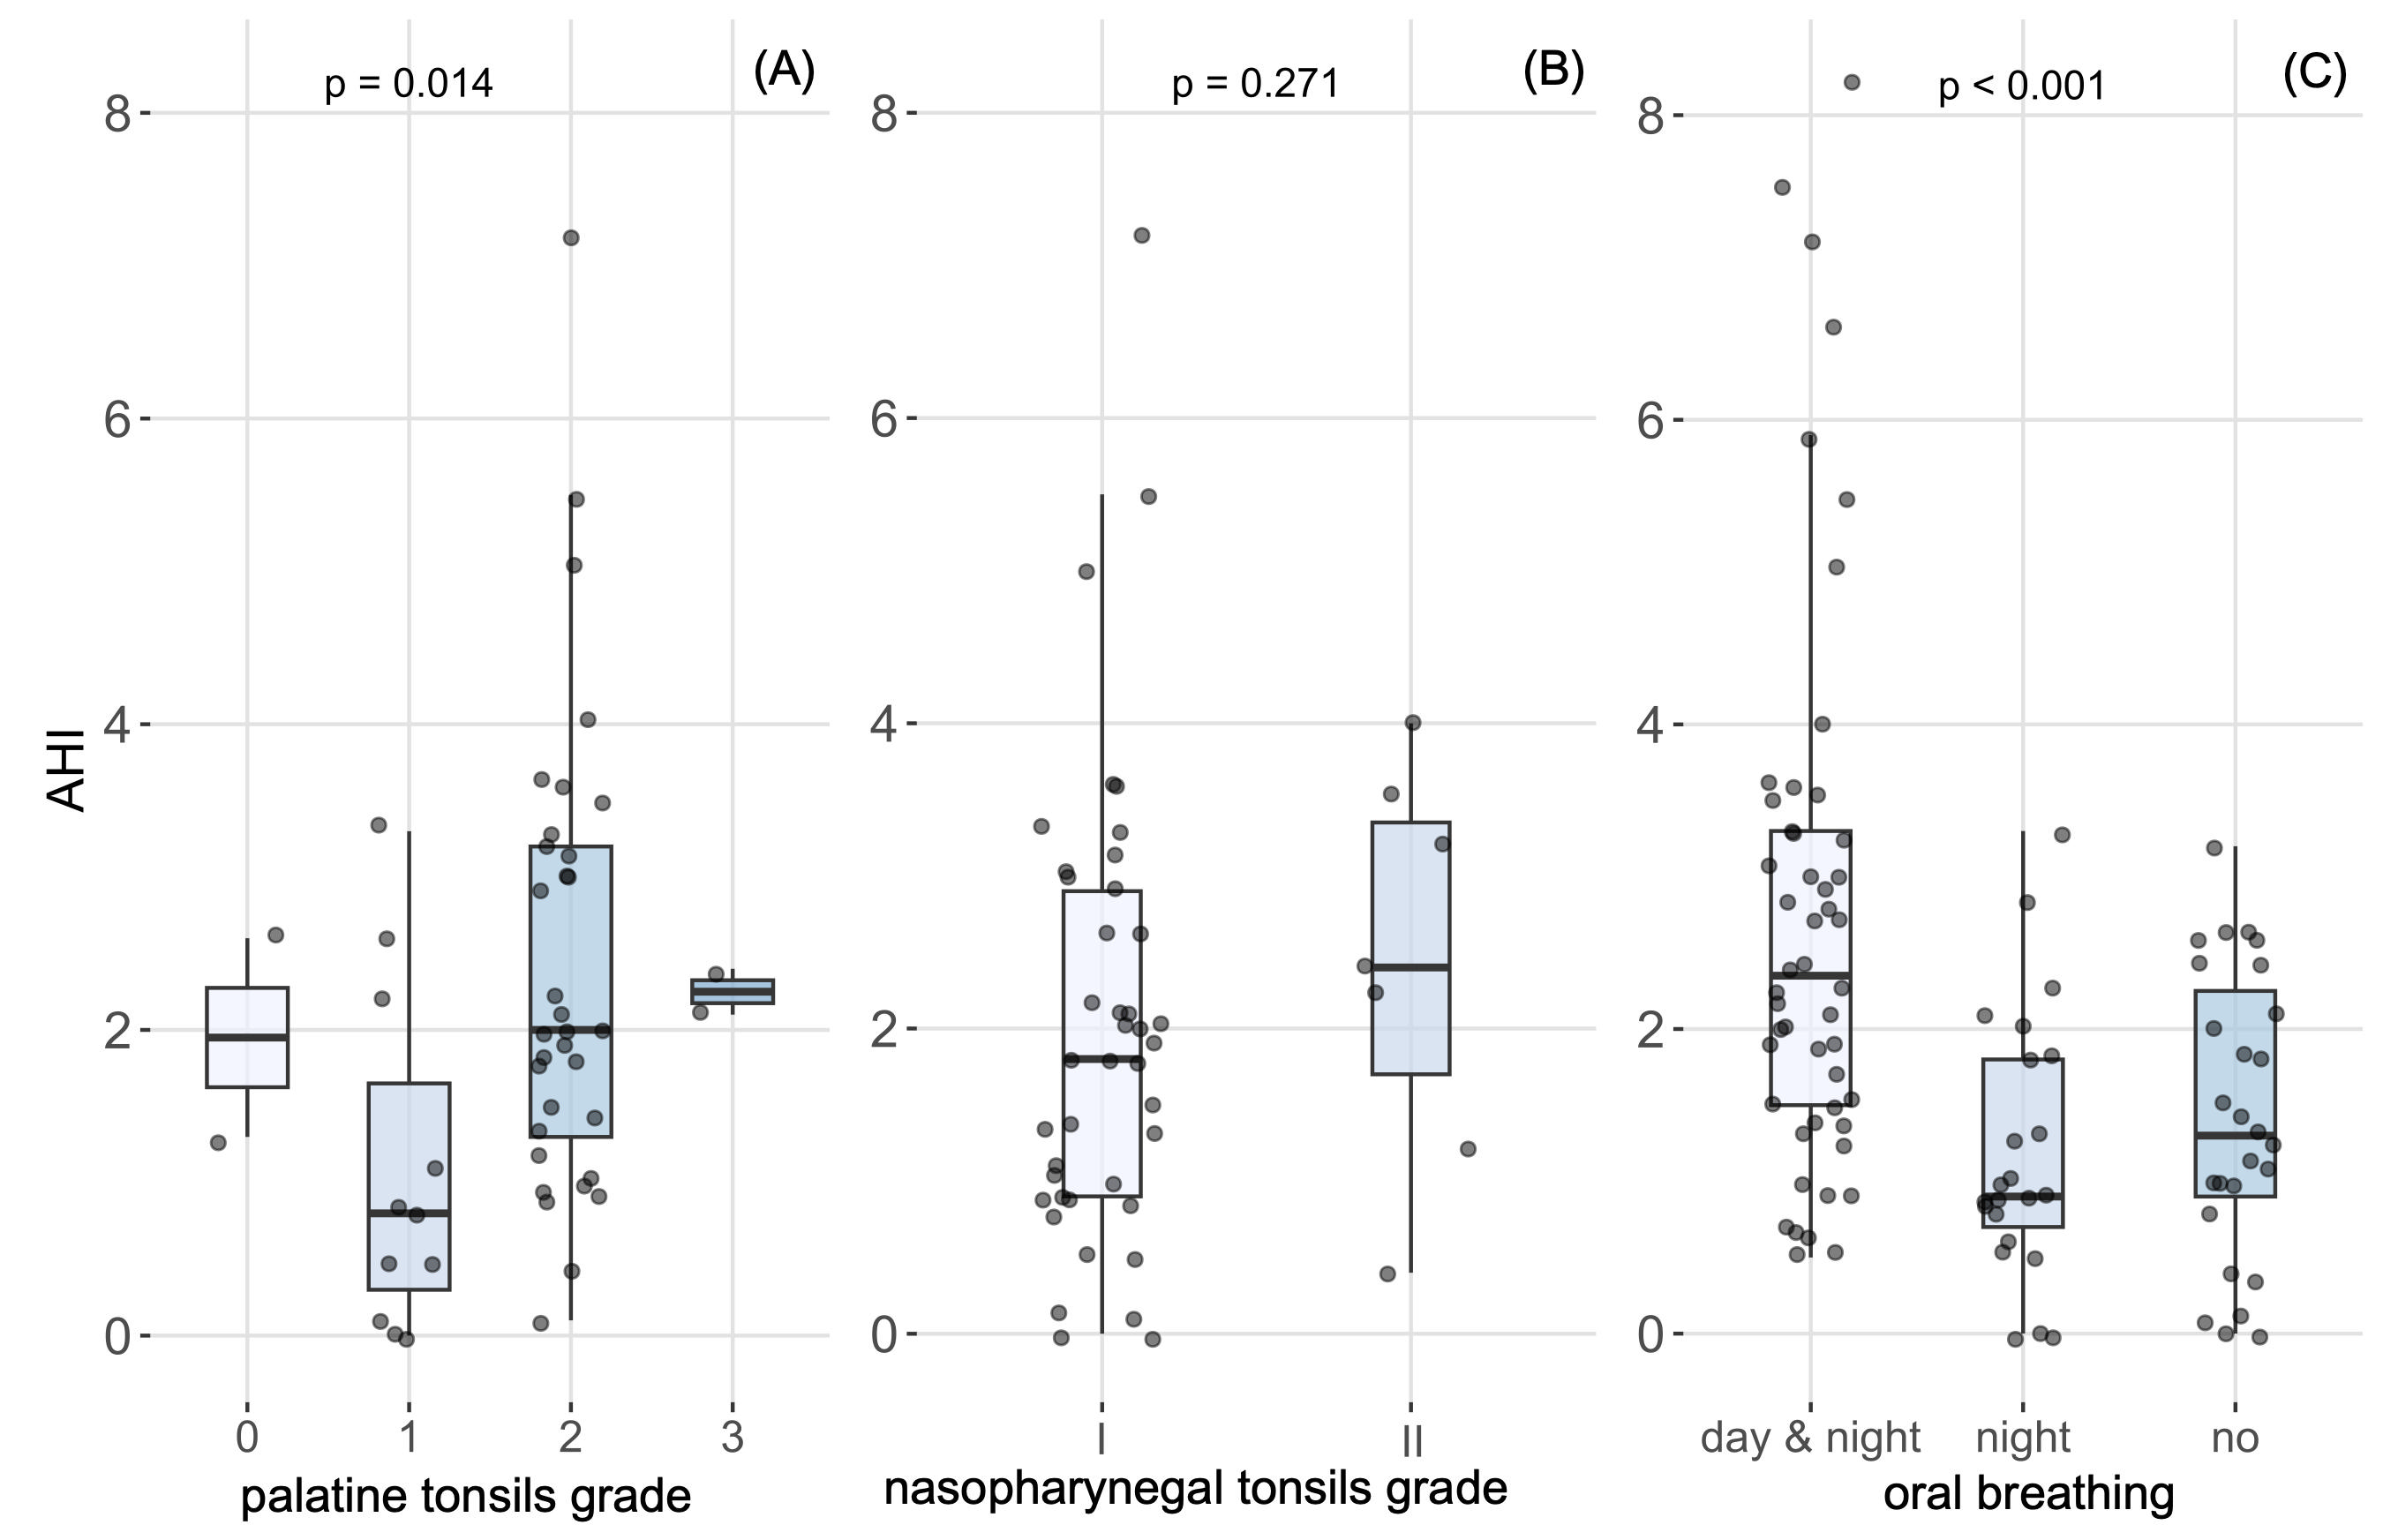 p = 0.014
(A)
p = 0.271
(B)
p < 0.001
(C)
AHI
8
6
4
2
0
0
1
2
3
palatine tonsils grade
8
6
4
2
0
I
II
nasopharynegal tonsils grade
8
6
4
2
0
day & night
night
no
oral breathing